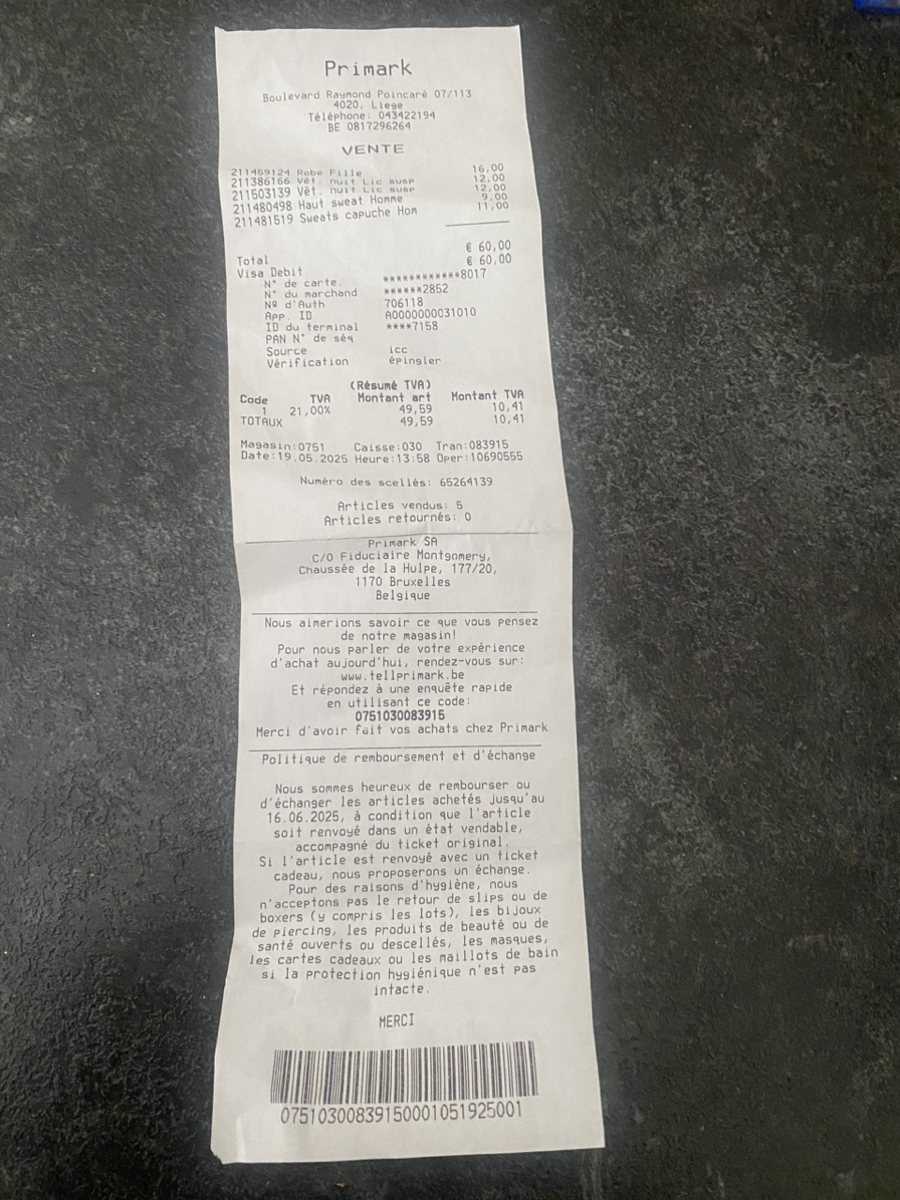 Primark
Boulevard Raymond Poincaré 07/113
4020, Liege
Téléphone: 043422194
BE 0817296264
VENTE
211459124 Robe Fille 16,00
211386166 Vêt. nuit Lic susp 12,00
211503139 Vêt. nuit Lic susp 12,00
211480498 Haut sweat Homme 9,00
211481519 Sweats capuche Hom 11,00
Total € 60,00
Visa Debit € 60,00
N° de carte. ************8017
N° du marchand ******2852
Nº d'Auth 706118
App. ID A0000000031010
ID du terminal ****7158
PAN N° de séq
Source icc
Vérification épingler
(Résumé TVA)
Code TVA Montant art Montant TVA
1 21,00% 49,59 10,41
TOTAUX 49,59 10,41
Magasin:0751 Caisse:030 Tran:083915
Date:19.05.2025 Heure:13:58 Oper:10690555
Numéro des scellés: 65264139
Articles vendus: 5
Articles retournés: 0
Primark SA
C/O Fiduciaire Montgomery,
Chaussée de la Hulpe, 177/20,
1170 Bruxelles
Belgique
Nous aimerions savoir ce que vous pensez
de notre magasin!
Pour nous parler de votre expérience
d'achat aujourd'hui, rendez-vous sur:
www.tellprimark.be
Et répondez à une enquête rapide
en utilisant ce code:
0751030083915
Merci d'avoir fait vos achats chez Primark
Politique de remboursement et d'échange
Nous sommes heureux de rembourser ou
d'échanger les articles achetés jusqu'au
16.06.2025, à condition que l'article
soit renvoyé dans un état vendable,
accompagné du ticket original.
Si l'article est renvoyé avec un ticket
cadeau, nous proposerons un échange.
Pour des raisons d'hygiène, nous
n'acceptons pas le retour de slips ou de
boxers (y compris les lots), les bijoux
de piercing, les produits de beauté ou de
santé ouverts ou descellés, les masques,
les cartes cadeaux ou les maillots de bain
si la protection hygiénique n'est pas
intacte.
MERCI
07510300839150001051925001